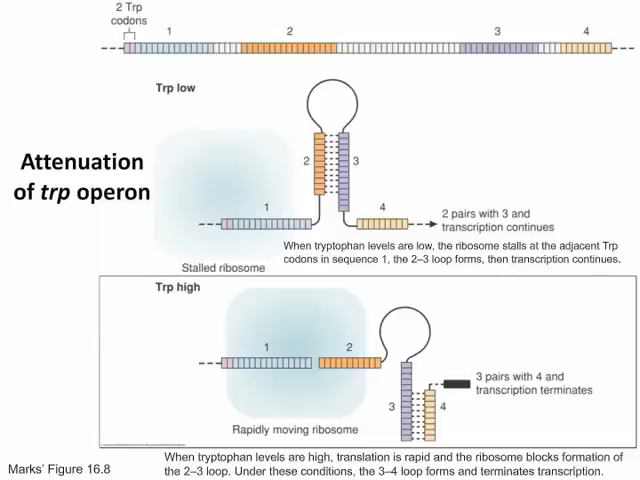 2 Trp
codons
1
2
3
4
Trp low
Attenuation
of trp operon
2
3
1
4
2 pairs with 3 and
transcription continues
When tryptophan levels are low, the ribosome stalls at the adjacent Trp
codons in sequence 1, the 2–3 loop forms, then transcription continues.
Stalled ribosome
Trp high
1
2
3 pairs with 4 and
transcription terminates
3
4
Rapidly moving ribosome
When tryptophan levels are high, translation is rapid and the ribosome blocks formation of
the 2–3 loop. Under these conditions, the 3–4 loop forms and terminates transcription.
Marks' Figure 16.8